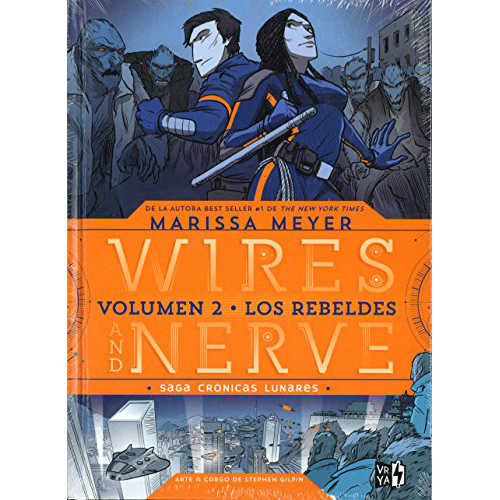 DE LA AUTORA BEST SELLER #1 DE THE NEW YORK TIMES
MARISSA MEYER
WIRES
VOLUMEN 2 • LOS REBELDES
AND
NERVE
• SAGA CRÓNICAS LUNARES •
ARTE A CARGO DE STEPHEN GILPIN
VR
YA